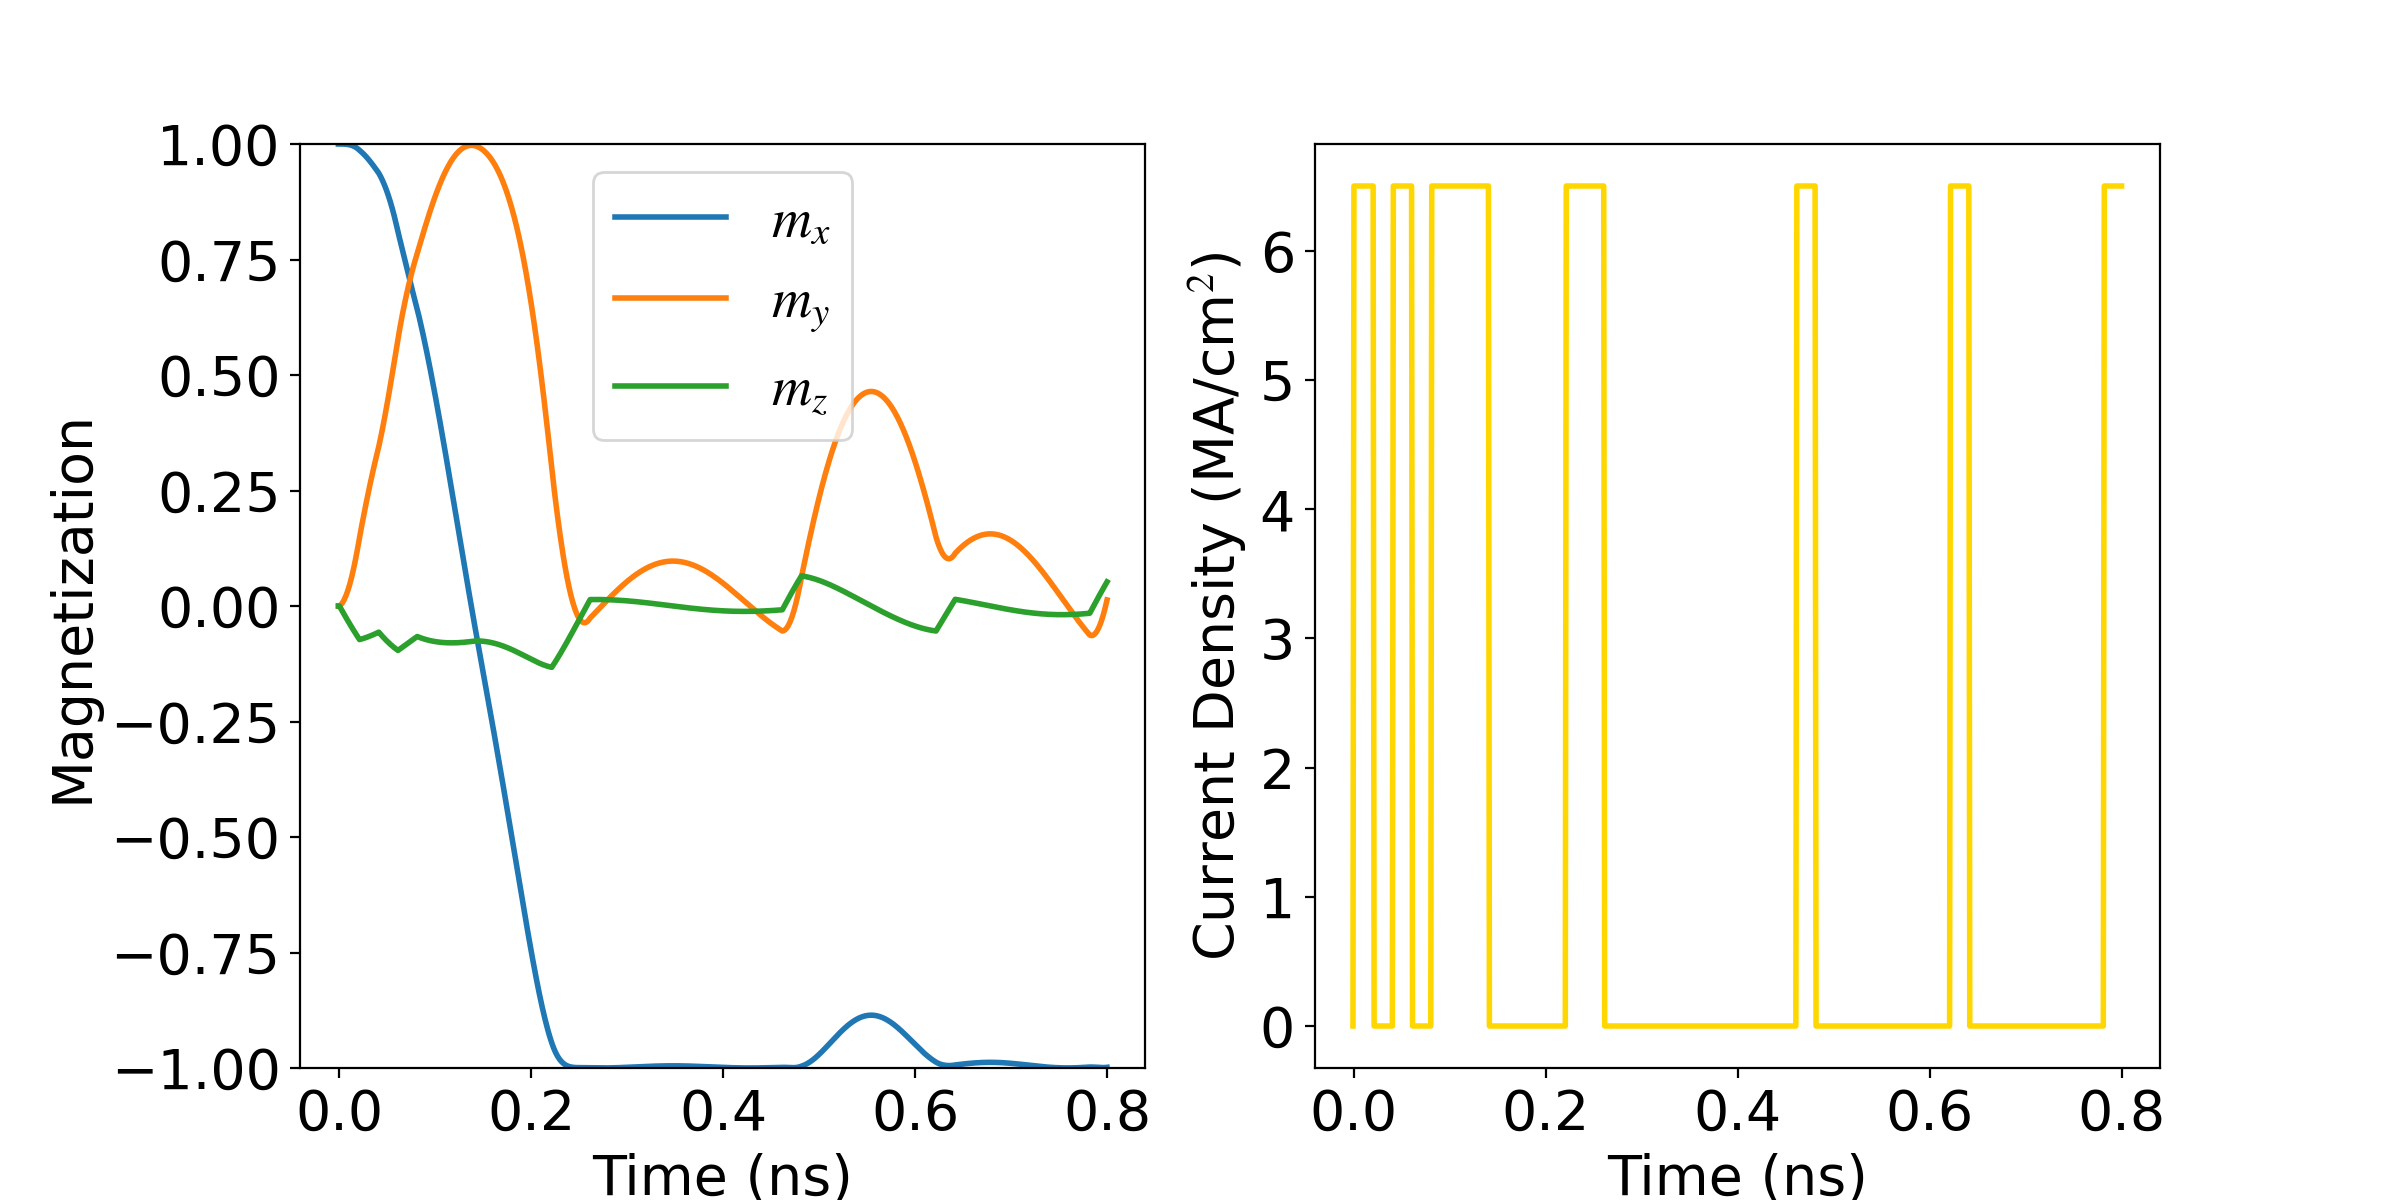 Magnetization
1.00
0.75
0.50
0.25
0.00
−0.25
−0.50
−0.75
−1.00
m_x
m_y
m_z
0.0 0.2 0.4 0.6 0.8
Time (ns)
Current Density (MA/cm²)
6
5
4
3
2
1
0
0.0 0.2 0.4 0.6 0.8
Time (ns)